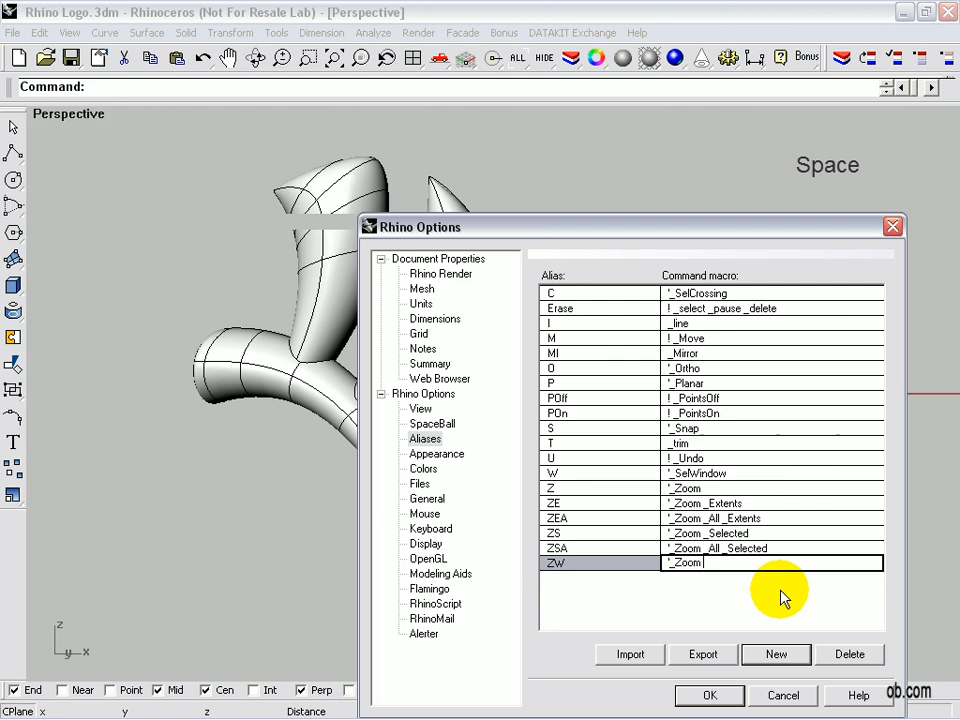 Rhino Logo.3dm - Rhinoceros (Not For Resale Lab) - [Perspective]
File Edit View Curve Surface Solid Transform Tools Dimension Analyze Render Facade Bonus DATAKIT Exchange Help
ALL HIDE Bonus
Command:
Perspective
Space
Rhino Options
Document Properties
Rhino Render
Mesh
Units
Dimensions
Grid
Notes
Summary
Web Browser
Rhino Options
View
SpaceBall
Aliases
Appearance
Colors
Files
General
Mouse
Keyboard
Display
OpenGL
Modeling Aids
Flamingo
RhinoScript
RhinoMail
Alerter
Alias: Command macro:
C '_SelCrossing
Erase ! _select _pause _delete
l _line
M ! _Move
MI _Mirror
O '_Ortho
P '_Planar
POff ! _PointsOff
POn ! _PointsOn
S '_Snap
T _trim
U ! _Undo
W '_SelWindow
Z '_Zoom
ZE '_Zoom _Extents
ZEA '_Zoom _All _Extents
ZS '_Zoom _Selected
ZSA '_Zoom _All _Selected
ZW '_Zoom
Import Export New Delete
OK Cancel Help
ob.com
z
y x
End Near Point Mid Cen Int Perp
CPlane x y z Distance